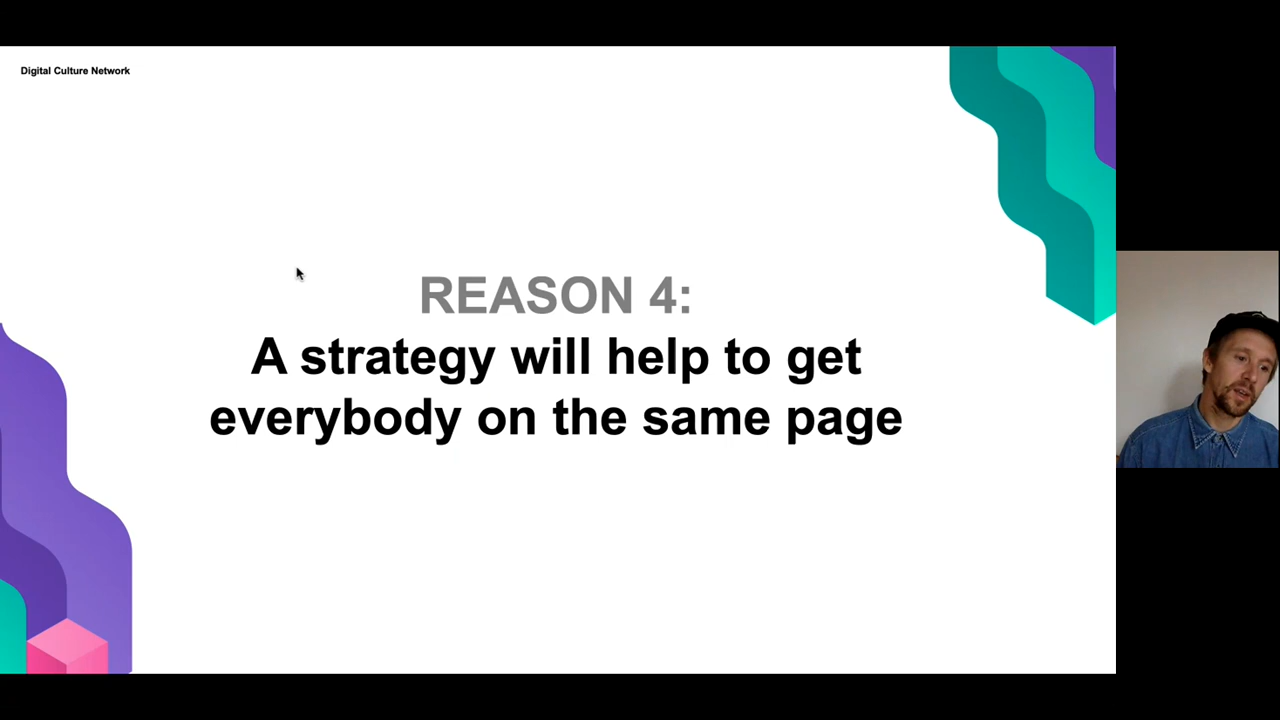 Digital Culture Network
REASON 4:
A strategy will help to get
everybody on the same page